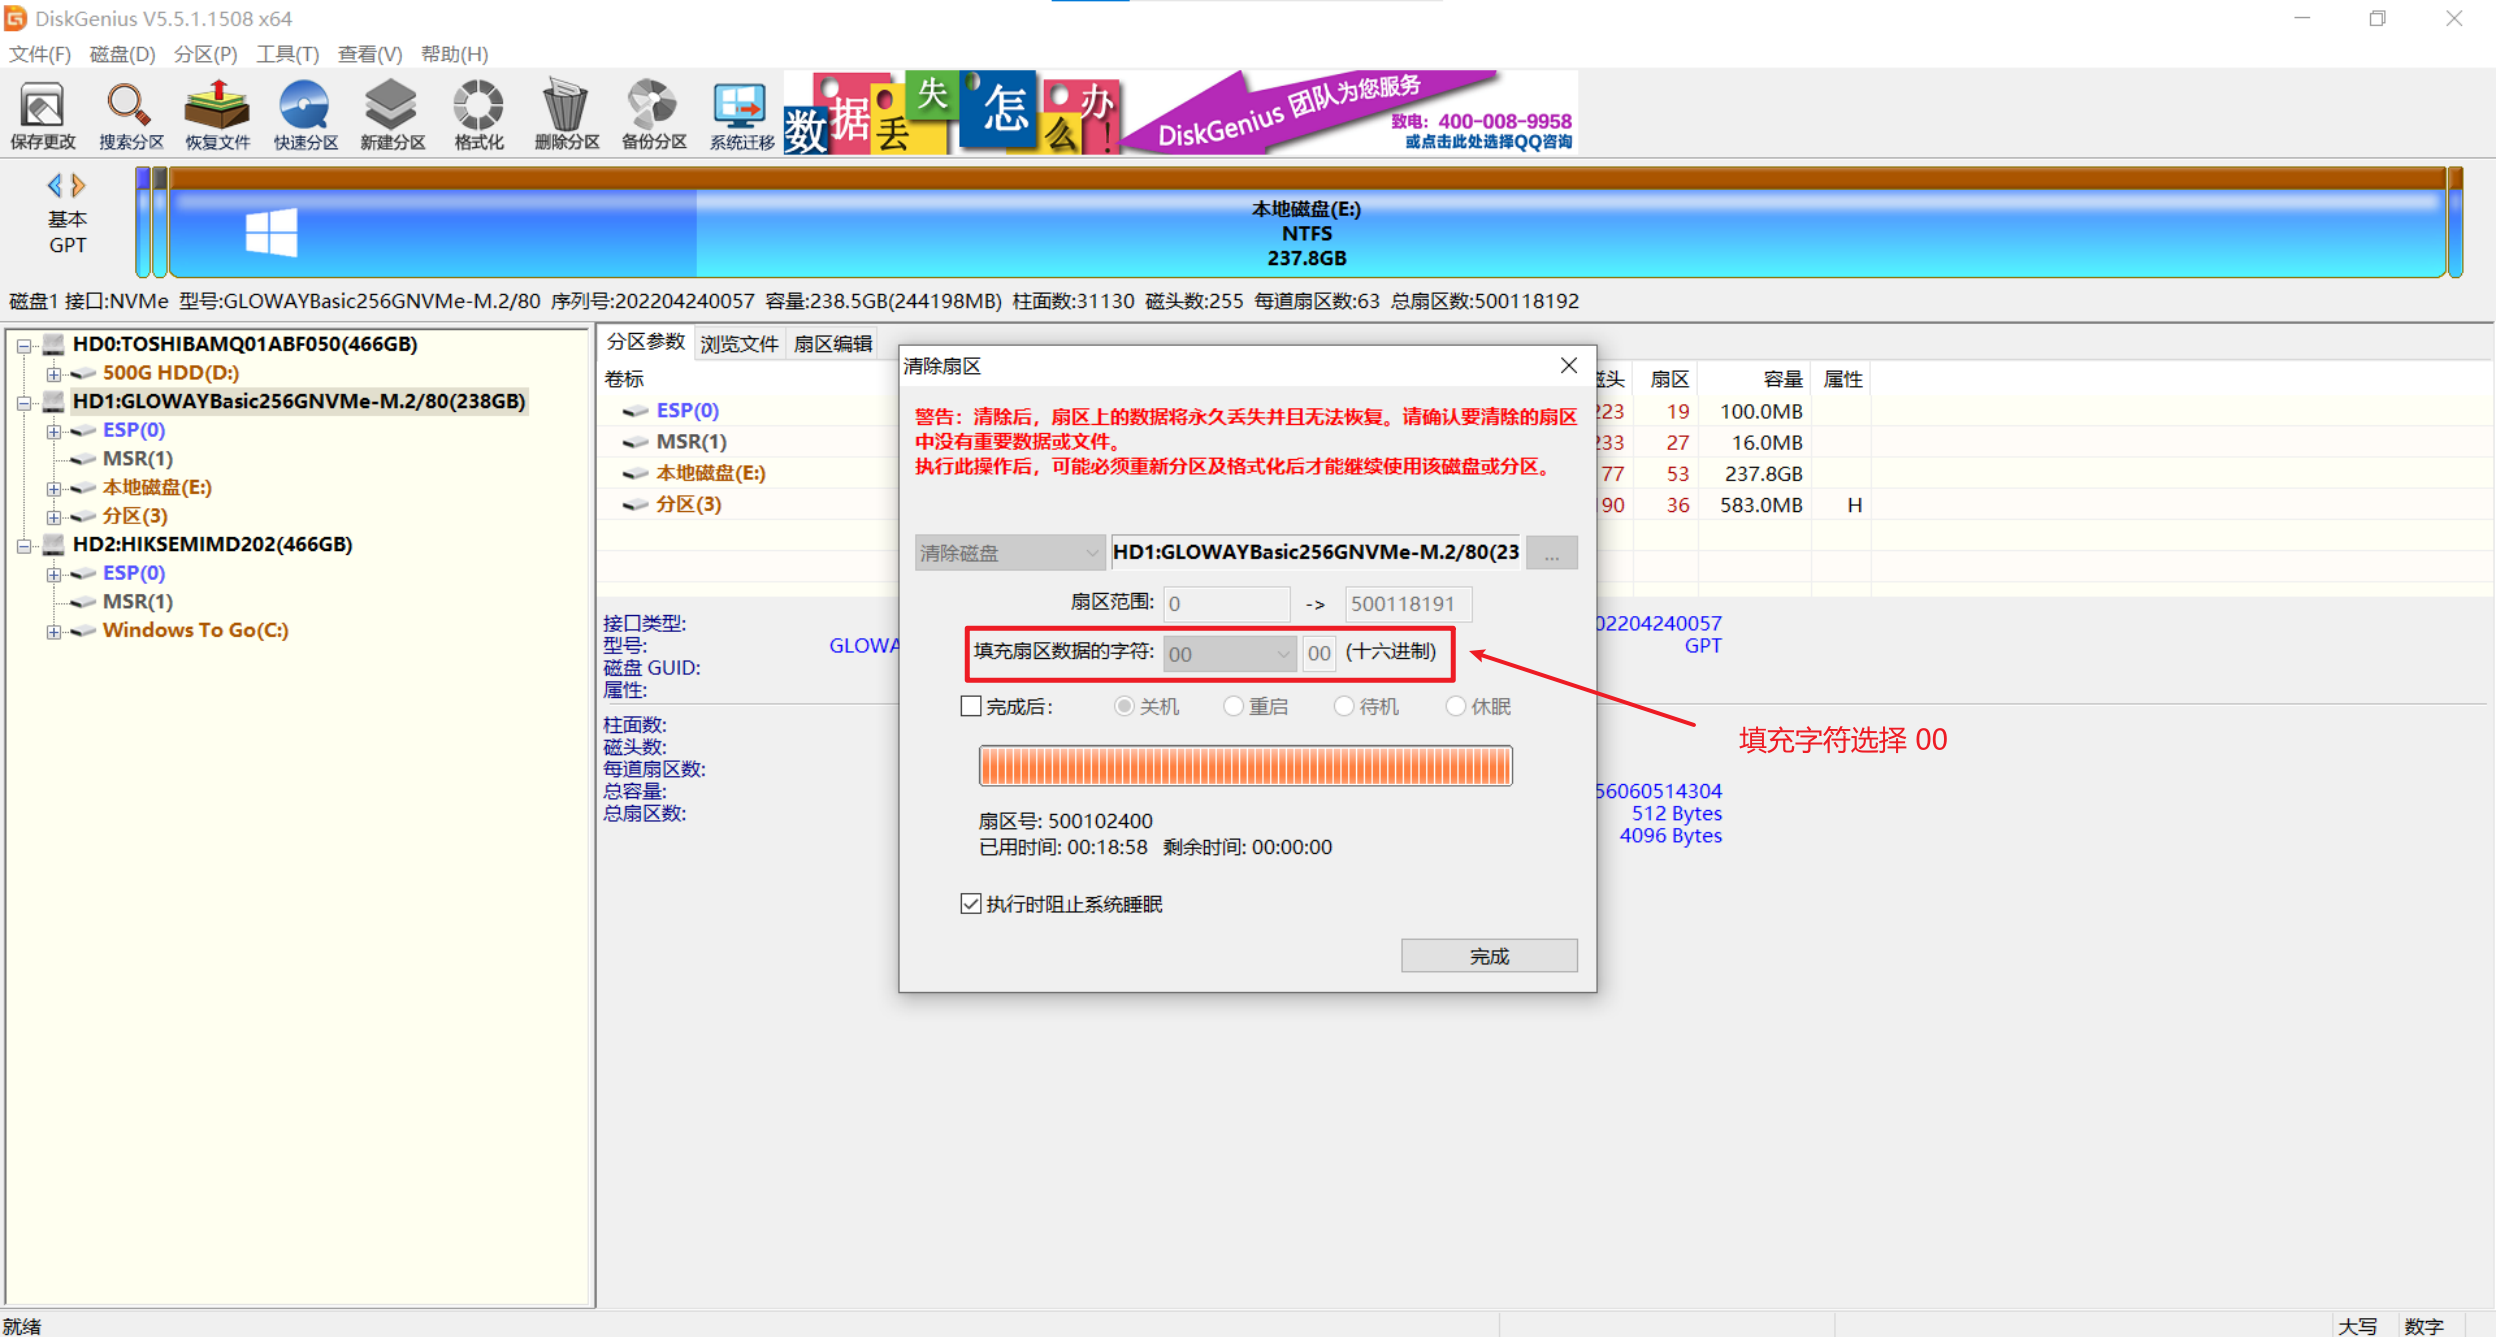 DiskGenius V5.5.1.1508 x64
文件(F) 磁盘(D) 分区(P) 工具(T) 查看(V) 帮助(H)
保存更改 搜索分区 恢复文件 快速分区 新建分区 格式化 删除分区 备份分区 系统迁移
数据丢失怎么办!
DiskGenius 团队为您服务
致电：400-008-9958
或点击此处选择QQ咨询
基本
GPT
本地磁盘(E:)
NTFS
237.8GB
磁盘1 接口:NVMe 型号:GLOWAYBasic256GNVMe-M.2/80 序列号:202204240057 容量:238.5GB(244198MB) 柱面数:31130 磁头数:255 每道扇区数:63 总扇区数:500118192
HD0:TOSHIBAMQ01ABF050(466GB)
500G HDD(D:)
HD1:GLOWAYBasic256GNVMe-M.2/80(238GB)
ESP(0)
MSR(1)
本地磁盘(E:)
分区(3)
HD2:HIKSEMIMD202(466GB)
ESP(0)
MSR(1)
Windows To Go(C:)
分区参数 浏览文件 扇区编辑
卷标 磁头 扇区 容量 属性
ESP(0) 223 19 100.0MB
MSR(1) 233 27 16.0MB
本地磁盘(E:) 77 53 237.8GB
分区(3) 190 36 583.0MB H
接口类型:
型号: GLOWA
磁盘 GUID:
属性:
02204240057
GPT
柱面数:
磁头数:
每道扇区数:
总容量:
总扇区数:
56060514304
512 Bytes
4096 Bytes
清除扇区
警告：清除后，扇区上的数据将永久丢失并且无法恢复。请确认要清除的扇区
中没有重要数据或文件。
执行此操作后，可能必须重新分区及格式化后才能继续使用该磁盘或分区。
清除磁盘 HD1:GLOWAYBasic256GNVMe-M.2/80(23 ...
扇区范围: 0 -> 500118191
填充扇区数据的字符: 00 00 (十六进制)
完成后: 关机 重启 待机 休眠
填充字符选择 00
扇区号: 500102400
已用时间: 00:18:58 剩余时间: 00:00:00
执行时阻止系统睡眠
完成
就绪 大写 数字